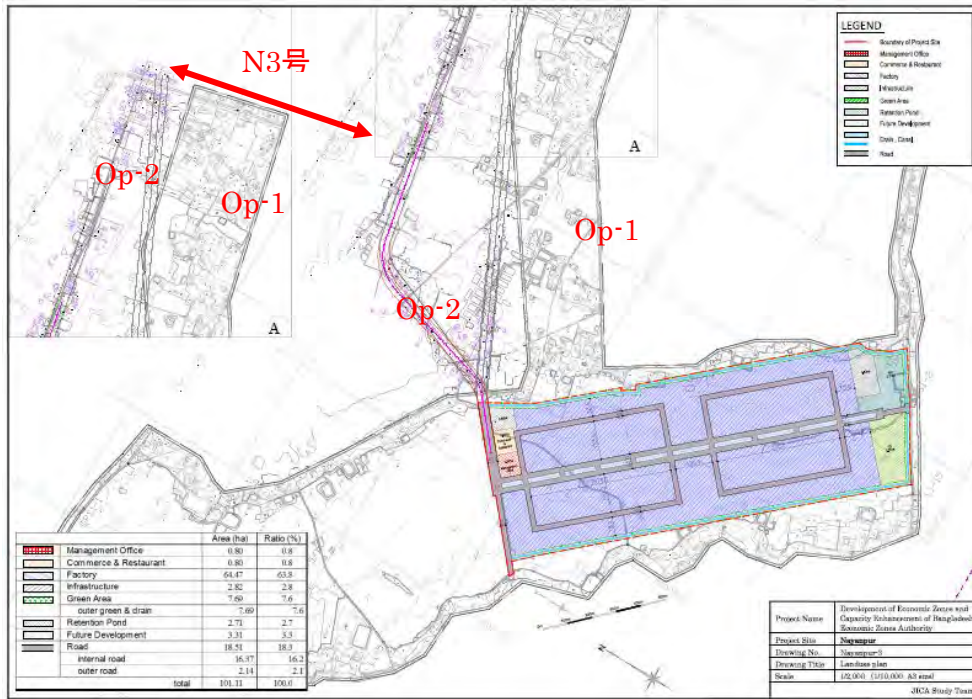 N3号
Op-2
Op-1
A
A
Op-1
Op-2
LEGEND
Boundary of Project Site
Management Office
Commerce & Restaurant
Factory
Infrastructure
Green Area
Retention Pond
Future Development
Drain, Canal
Road
Area (ha) Ratio (%)
Management Office 0.80 0.8
Commerce & Restaurant 0.80 0.8
Factory 64.47 63.8
Infrastructure 2.82 2.8
Green Area 7.69 7.6
outer green & drain 7.69 7.6
Retention Pond 2.71 2.7
Future Development 3.31 3.3
Road 18.51 18.3
internal road 16.37 16.2
outer road 2.14 2.1
total 101.11 100.0
N
Project Name Development of Economic Zones and
Capacity Enhancement of Bangladesh
Economic Zones Authority
Project Site Nayanpur
Drawing No. Nayanpur-3
Drawing Title Landuse plan
Scale 1/2,000 (1/10,000 A3 size)
JICA Study Team